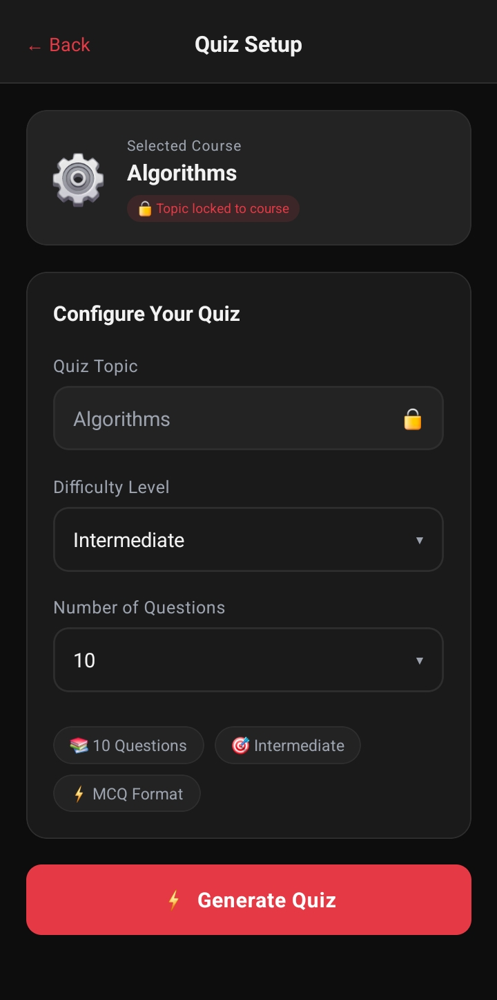 ← Back
Quiz Setup
Selected Course
Algorithms
🔒 Topic locked to course
Configure Your Quiz
Quiz Topic
Algorithms 🔒
Difficulty Level
Intermediate ▼
Number of Questions
10 ▼
📚 10 Questions 🎯 Intermediate
⚡ MCQ Format
⚡ Generate Quiz